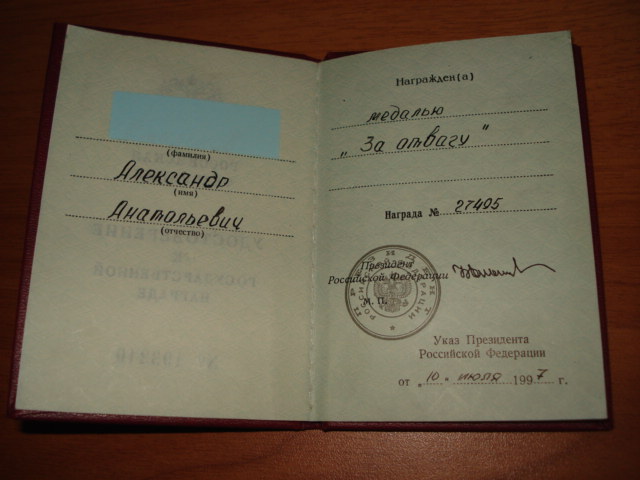 (фамилия)
Александр
(имя)
Анатольевич
(отчество)
Награжден(а)
медалью
„За отвагу"
Награда № 27405
Президент
Российской Федерации
М. П.
Указ Президента
Российской Федерации
от „10" июля 1997 г.